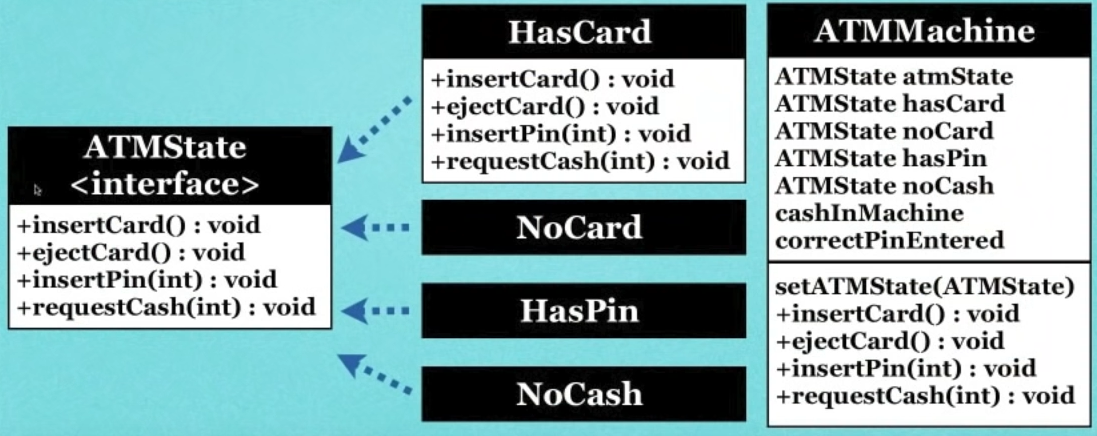 ATMState
<interface>
+insertCard() : void
+ejectCard() : void
+insertPin(int) : void
+requestCash(int) : void
HasCard
+insertCard() : void
+ejectCard() : void
+insertPin(int) : void
+requestCash(int) : void
NoCard
HasPin
NoCash
ATMMachine
ATMState atmState
ATMState hasCard
ATMState noCard
ATMState hasPin
ATMState noCash
cashInMachine
correctPinEntered
setATMState(ATMState)
+insertCard() : void
+ejectCard() : void
+insertPin(int) : void
+requestCash(int) : void